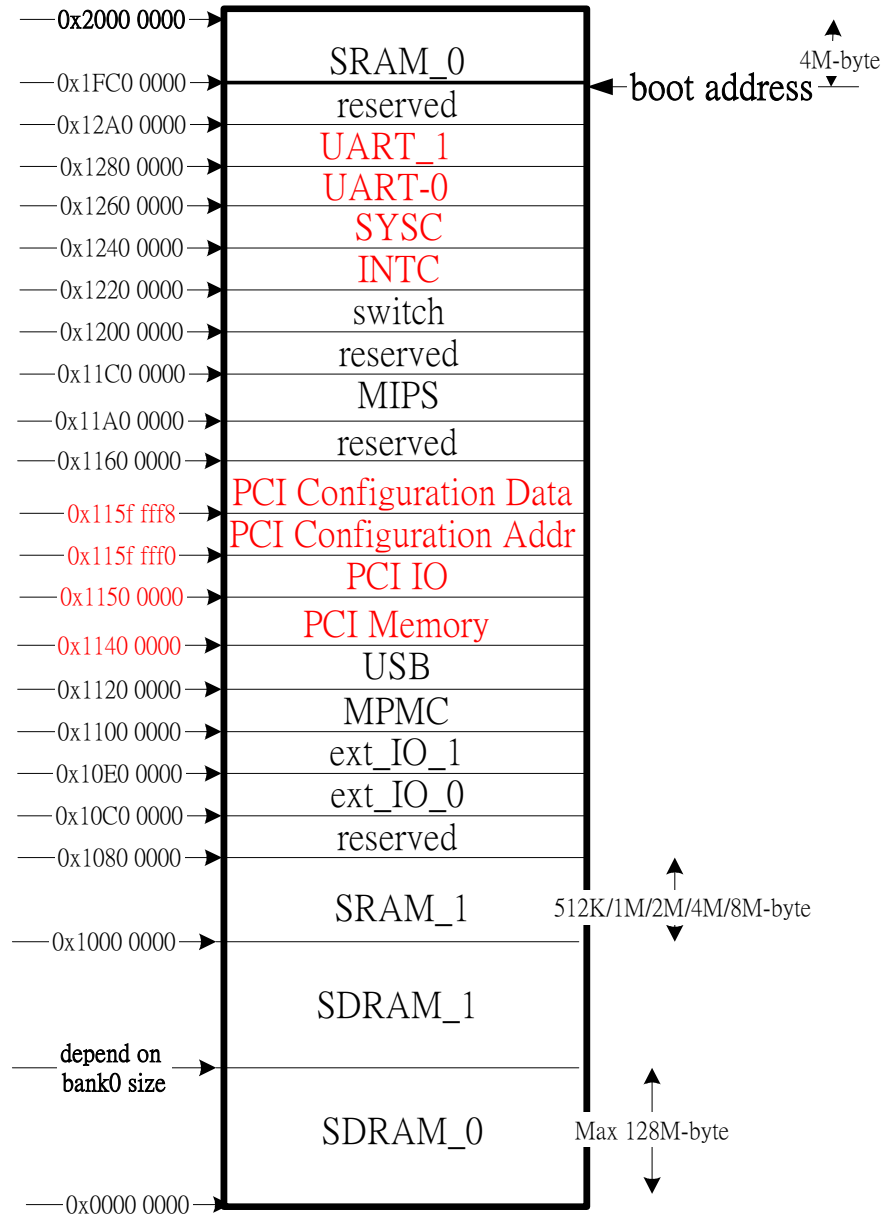 0x2000 0000
SRAM_0
4M-byte
0x1FC0 0000
boot address
reserved
0x12A0 0000
UART_1
0x1280 0000
UART-0
0x1260 0000
SYSC
0x1240 0000
INTC
0x1220 0000
switch
0x1200 0000
reserved
0x11C0 0000
MIPS
0x11A0 0000
reserved
0x1160 0000
PCI Configuration Data
0x115f fff8
PCI Configuration Addr
0x115f fff0
PCI IO
0x1150 0000
PCI Memory
0x1140 0000
USB
0x1120 0000
MPMC
0x1100 0000
ext_IO_1
0x10E0 0000
ext_IO_0
0x10C0 0000
reserved
0x1080 0000
SRAM_1
512K/1M/2M/4M/8M-byte
0x1000 0000
SDRAM_1
depend on
bank0 size
SDRAM_0
Max 128M-byte
0x0000 0000